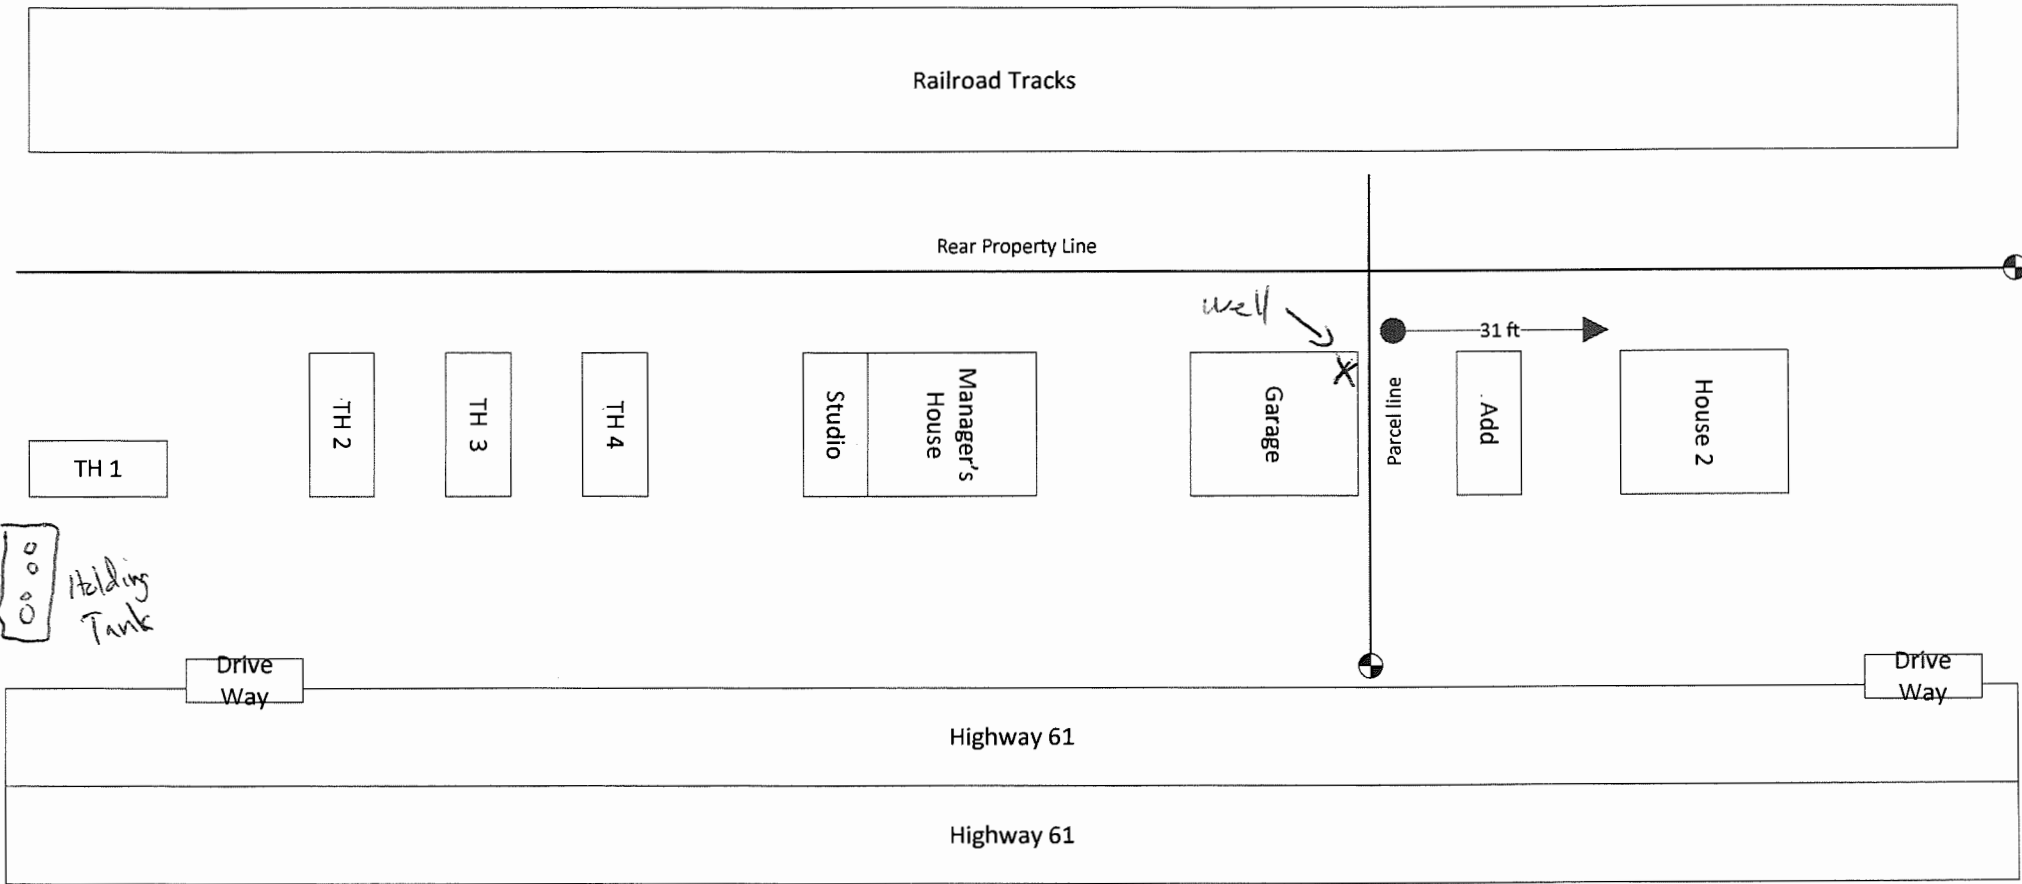 Railroad Tracks
Rear Property Line
well
31 ft
TH 1
TH 2
TH 3
TH 4
Studio
Manager's
House
Garage
X
Parcel line
Add
House 2
Holding
Tank
Drive
Way
Drive
Way
Highway 61
Highway 61